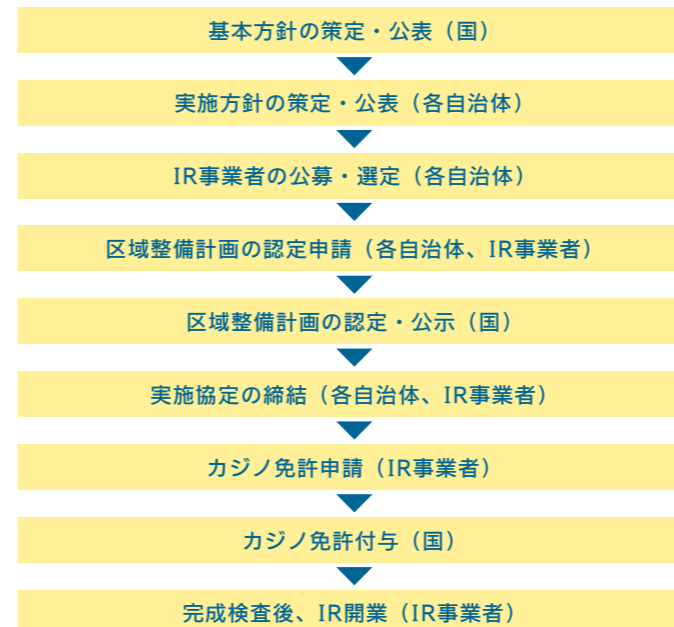 基本方針の策定・公表（国）
実施方針の策定・公表（各自治体）
IR事業者の公募・選定（各自治体）
区域整備計画の認定申請（各自治体、IR事業者）
区域整備計画の認定・公示（国）
実施協定の締結（各自治体、IR事業者）
カジノ免許申請（IR事業者）
カジノ免許付与（国）
完成検査後、IR開業（IR事業者）